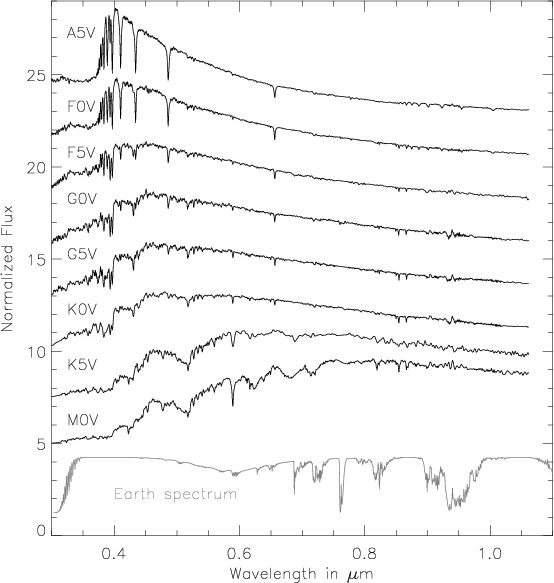 A5V
25
F0V
F5V
20
G0V
Normalized Flux
15
G5V
K0V
10
K5V
M0V
5
Earth spectrum
0
0.4 0.6 0.8 1.0
Wavelength in μm